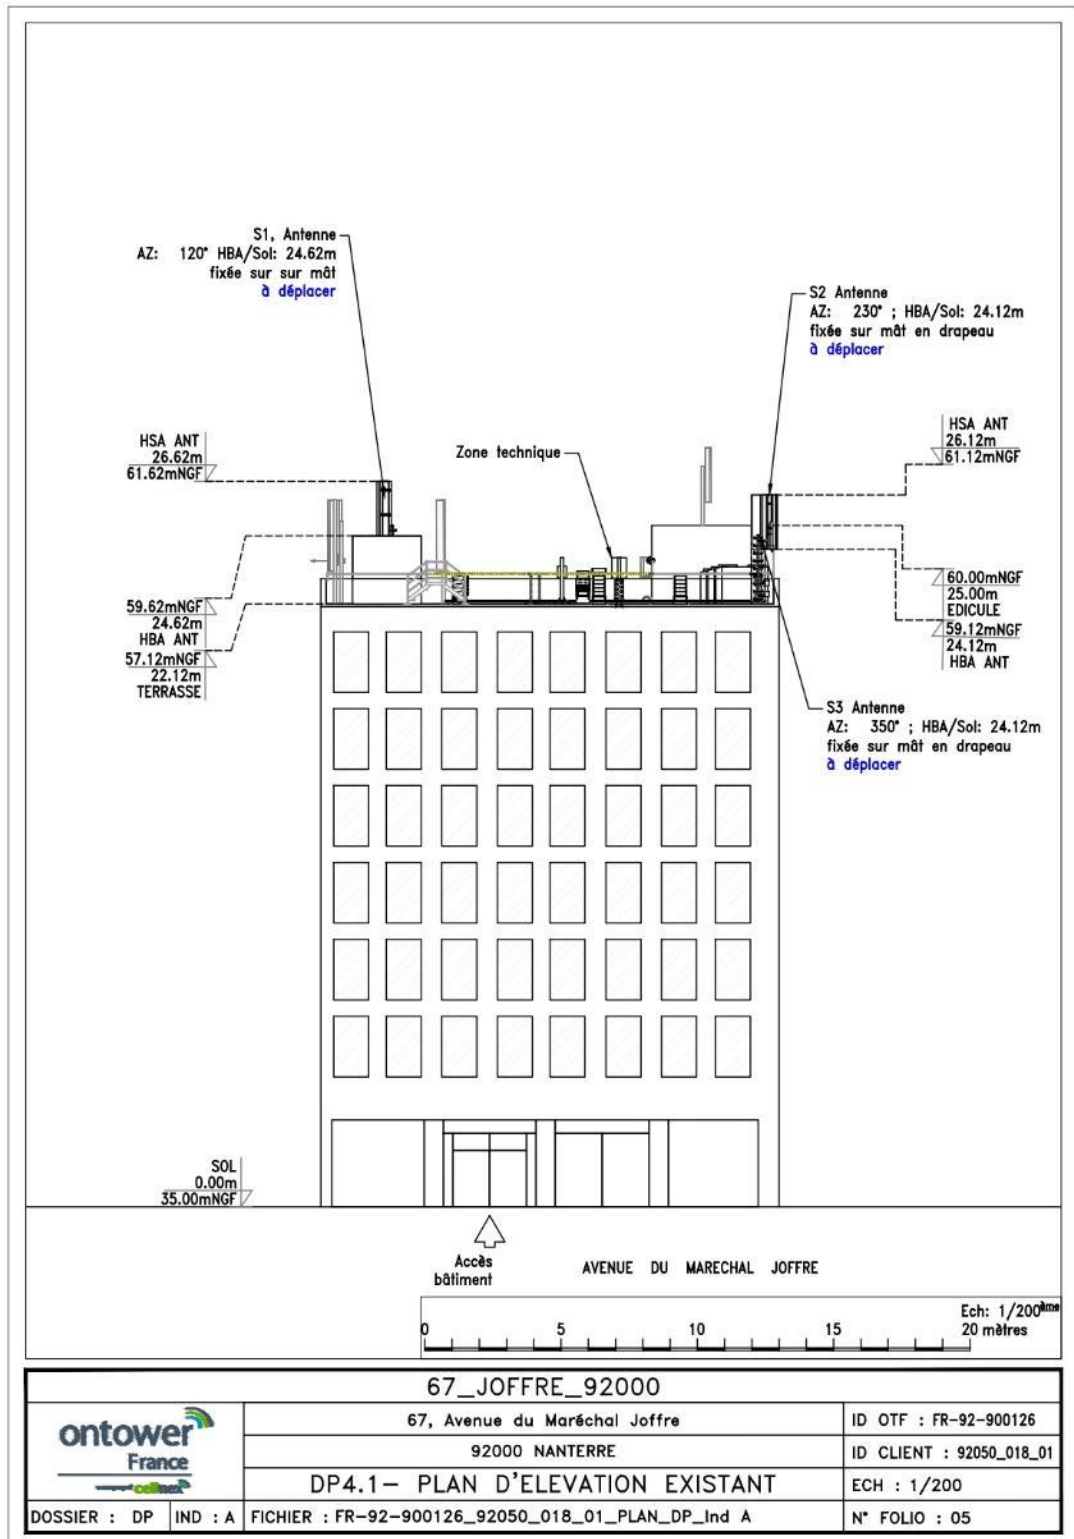 S1, Antenne
AZ: 120° HBA/Sol: 24.62m
fixée sur sur mât
à déplacer
S2 Antenne
AZ: 230° ; HBA/Sol: 24.12m
fixée sur mât en drapeau
à déplacer
HSA ANT
26.62m
61.62mNGF
Zone technique
HSA ANT
26.12m
61.12mNGF
59.62mNGF
24.62m
HBA ANT
57.12mNGF
22.12m
TERRASSE
60.00mNGF
25.00m
EDICULE
59.12mNGF
24.12m
HBA ANT
S3 Antenne
AZ: 350° ; HBA/Sol: 24.12m
fixée sur mât en drapeau
à déplacer
SOL
0.00m
35.00mNGF
Accès
bâtiment
AVENUE DU MARECHAL JOFFRE
Ech: 1/200ème
0 5 10 15 20 mètres
67_JOFFRE_92000
ontower
France
cellnex
67, Avenue du Maréchal Joffre
ID OTF : FR-92-900126
92000 NANTERRE
ID CLIENT : 92050_018_01
DP4.1- PLAN D'ELEVATION EXISTANT
ECH : 1/200
DOSSIER : DP
IND : A
FICHIER : FR-92-900126_92050_018_01_PLAN_DP_Ind A
N° FOLIO : 05